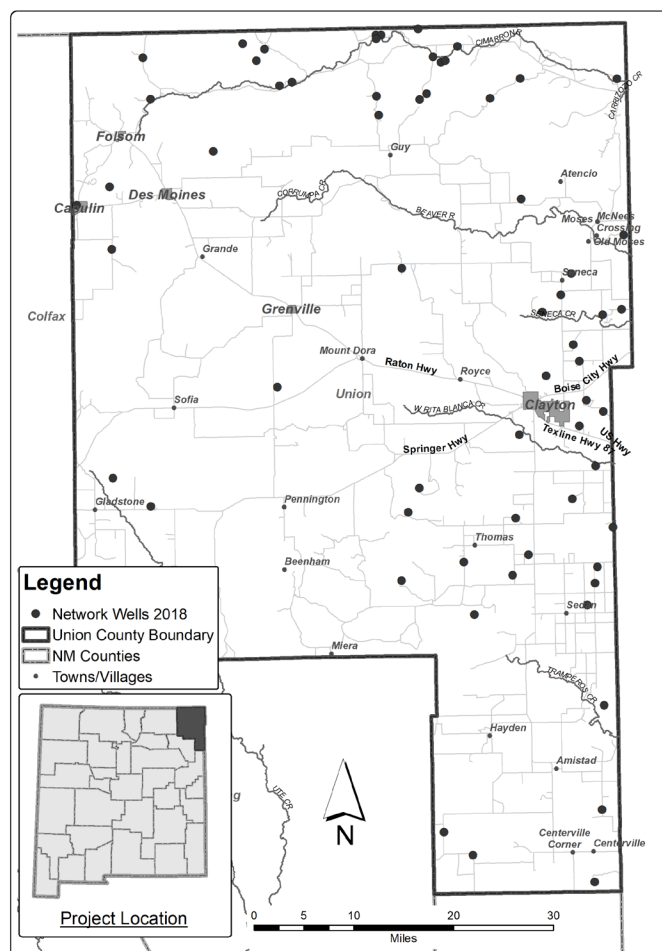 CIMARRON R
CARRIZOZO CR
Folsom
Guy
Des Moines
Atencio
Capulin
CORRUMPA CR
BEAVER R
Moses
McNees
Crossing
Old Moses
Grande
Seneca
Colfax
Grenville
SENECA CR
Mount Dora
Raton Hwy
Royce
Boise City Hwy
Union
Sofia
W RITA BLANCA CR
Clayton
Springer Hwy
Texline Hwy 87
US Hwy
Gladstone
Pennington
Thomas
Beenham
Sedan
Legend
Network Wells 2018
Union County Boundary
NM Counties
Towns/Villages
Miera
TRAMPEROS CR
Hayden
Amistad
UTE CR
g
N
Centerville
Corner
Centerville
Project Location
0 10 20 30
Miles